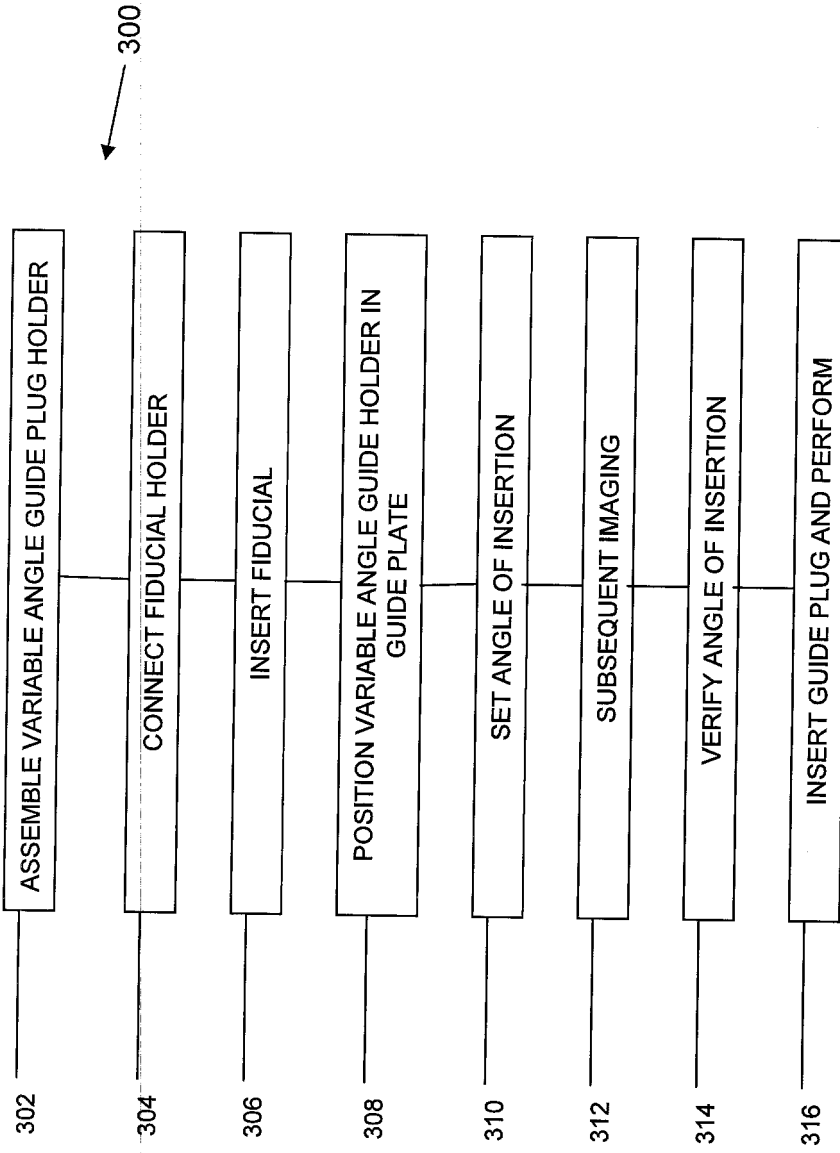 300
302
ASSEMBLE VARIABLE ANGLE GUIDE PLUG HOLDER
304
CONNECT FIDUCIAL HOLDER
306
INSERT FIDUCIAL
308
POSITION VARIABLE ANGLE GUIDE HOLDER IN
GUIDE PLATE
310
SET ANGLE OF INSERTION
312
SUBSEQUENT IMAGING
314
VERIFY ANGLE OF INSERTION
316
INSERT GUIDE PLUG AND PERFORM